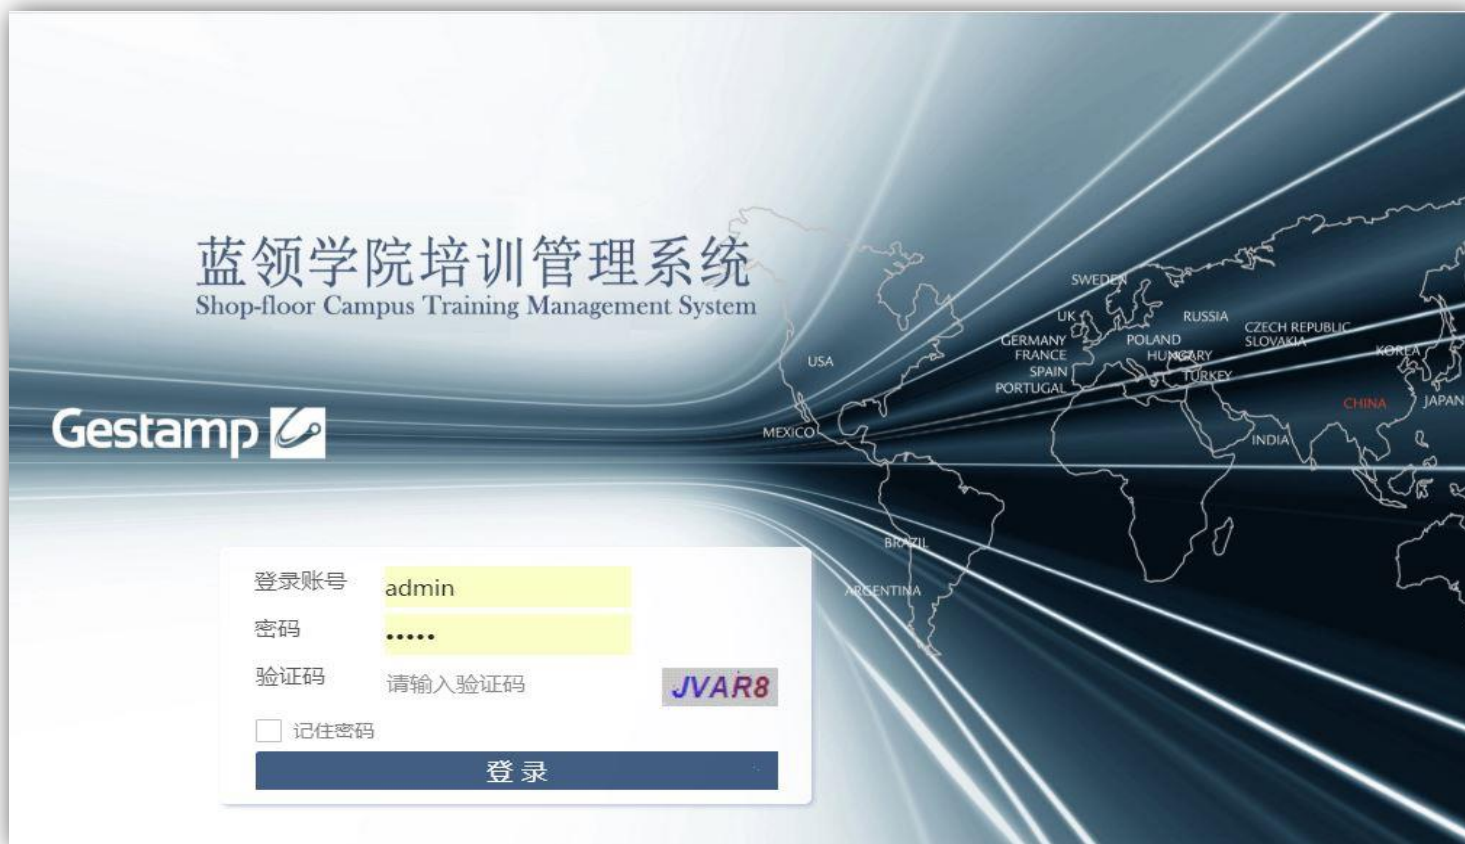 蓝领学院培训管理系统
Shop-floor Campus Training Management System
SWEDEN
UK
RUSSIA
GERMANY
POLAND
CZECH REPUBLIC
FRANCE
HUNGARY
SLOVAKIA
SPAIN
TURKEY
KOREA
PORTUGAL
USA
CHINA
JAPAN
Gestamp
MEXICO
INDIA
BRAZIL
ARGENTINA
登录账号
admin
密码
•••••
验证码
请输入验证码
JVAR8
记住密码
登录